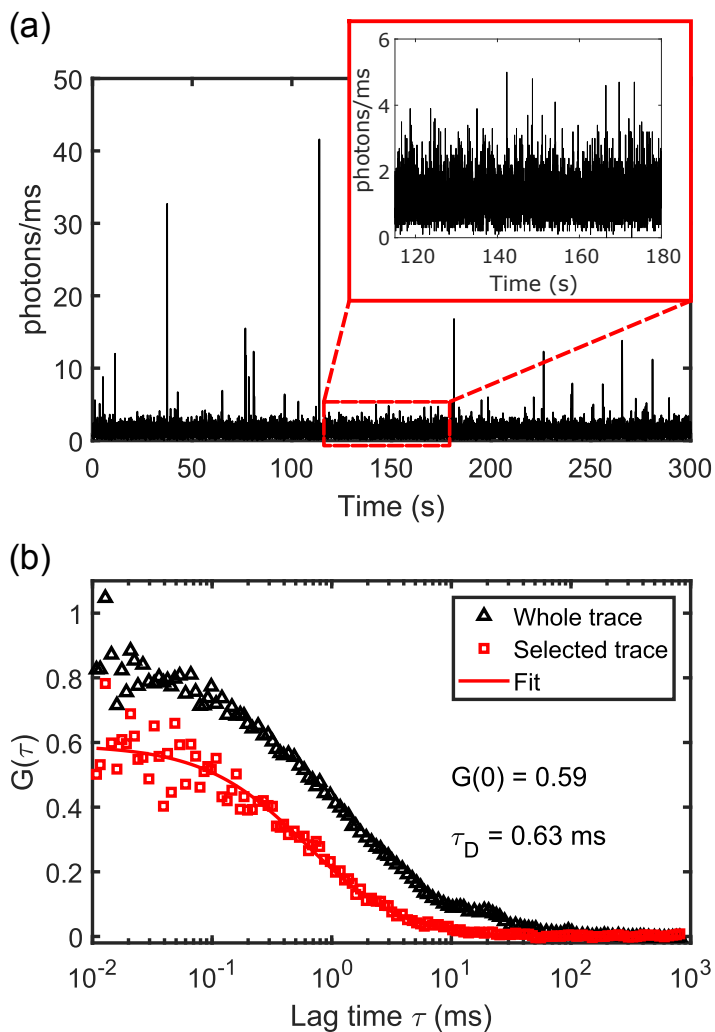 (a)
50
40
30
20
10
0
photons/ms
0 50 100 150 200 250 300
Time (s)
6
4
2
0
photons/ms
120 140 160 180
Time (s)
(b)
1
0.8
0.6
0.4
0.2
0
G(τ)
Whole trace
Selected trace
Fit
G(0) = 0.59
τ_D = 0.63 ms
10⁻² 10⁻¹ 10⁰ 10¹ 10² 10³
Lag time τ (ms)